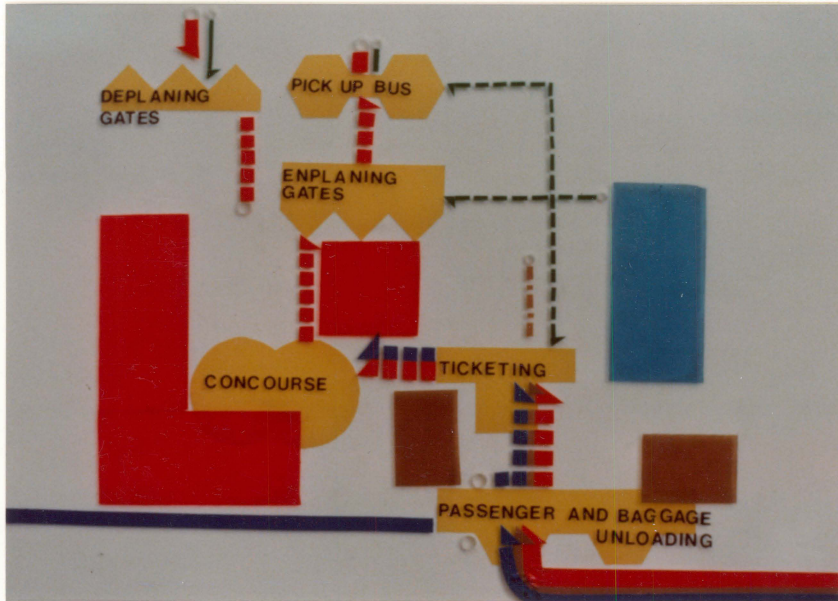 DEPLANING
GATES
PICK UP BUS
ENPLANING
GATES
CONCOURSE
TICKETING
PASSENGER AND BAGGAGE
UNLOADING